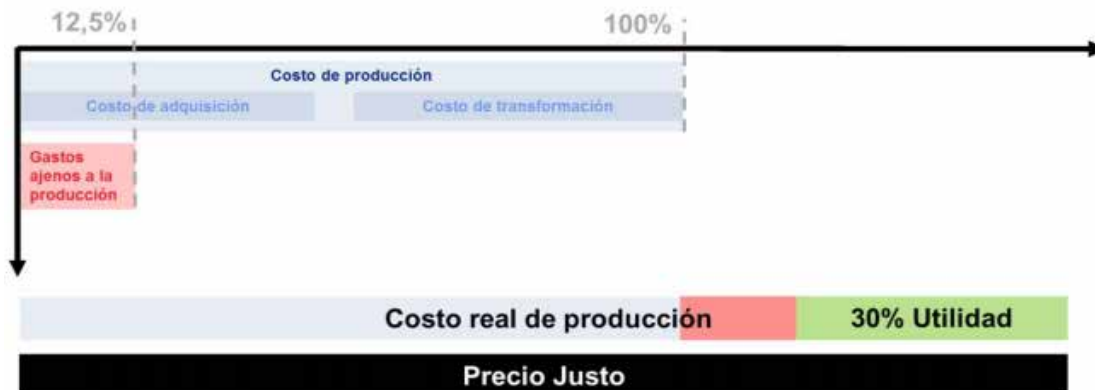 12,5%
100%
Costo de producción
Costo de adquisición
Costo de transformación
Gastos
ajenos a la
producción
Costo real de producción
30% Utilidad
Precio Justo